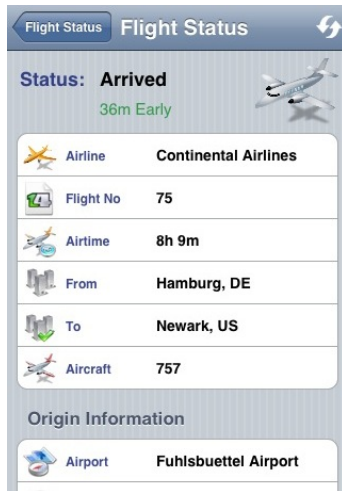 Flight Status Flight Status
Status: Arrived
36m Early
Airline Continental Airlines
Flight No 75
Airtime 8h 9m
From Hamburg, DE
To Newark, US
Aircraft 757
Origin Information
Airport Fuhlsbuettel Airport